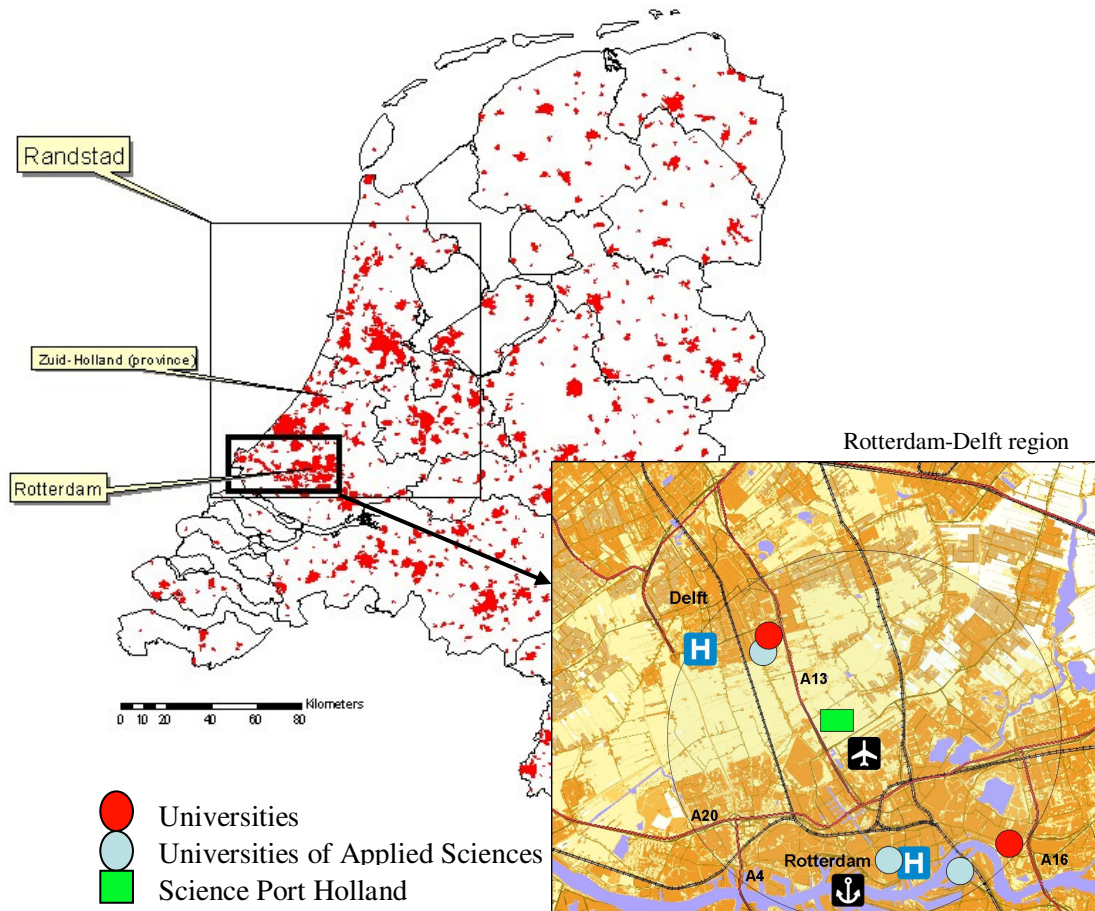 Randstad
Zuid-Holland (province)
Rotterdam
Rotterdam-Delft region
Delft
H
A13
A20
Rotterdam
H
A4
A16
0 10 20 40 60 80 Kilometers
Universities
Universities of Applied Sciences
Science Port Holland